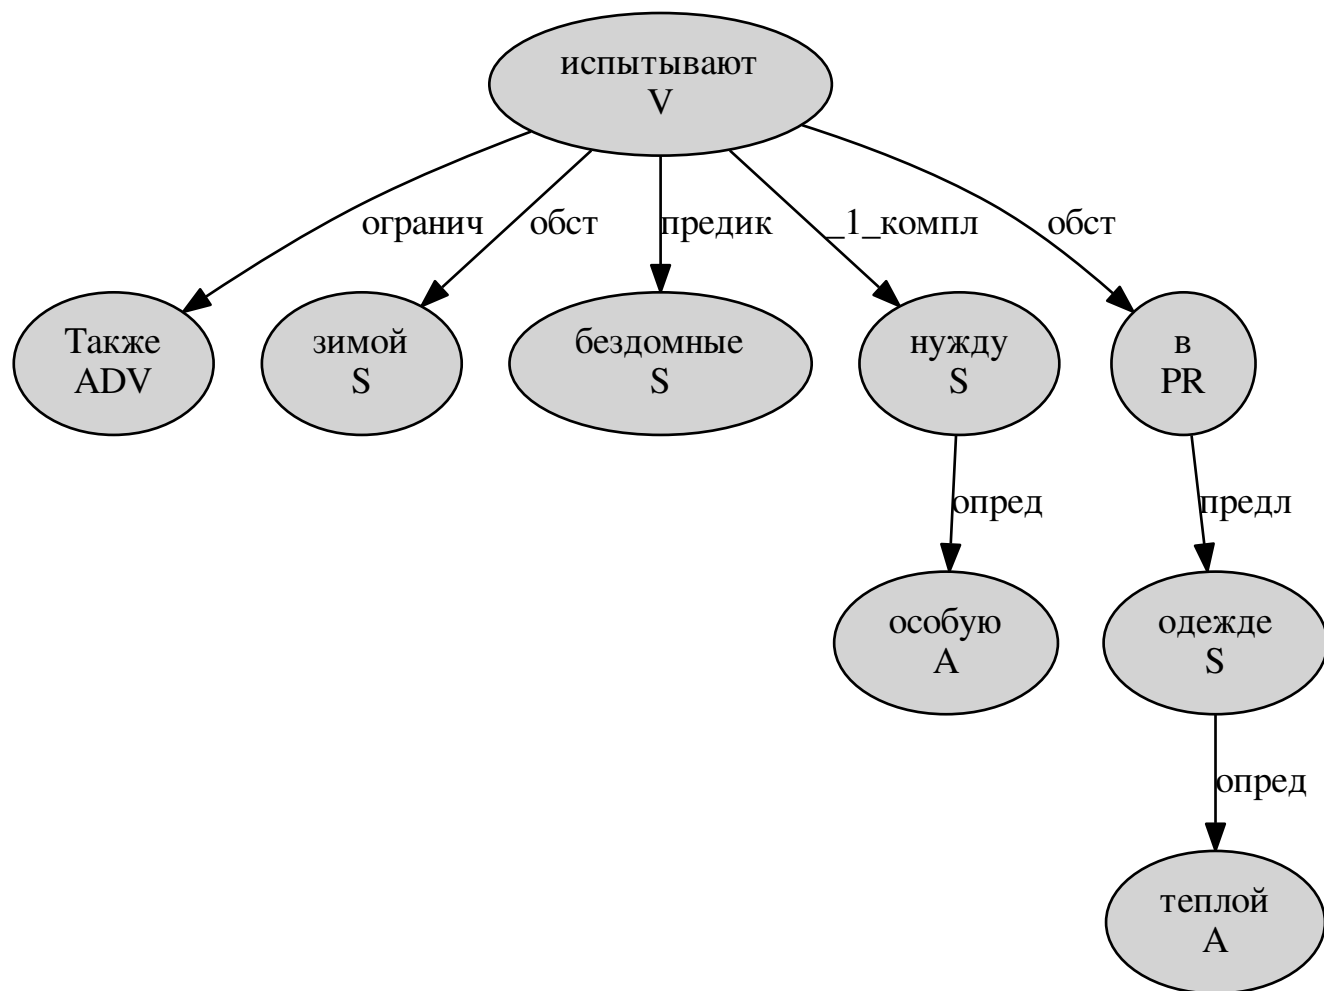 испытывают
V
огранич
обст
предик
_1_компл
обст
Также
ADV
зимой
S
бездомные
S
нужду
S
в
PR
опред
предл
особую
A
одежде
S
опред
теплой
A